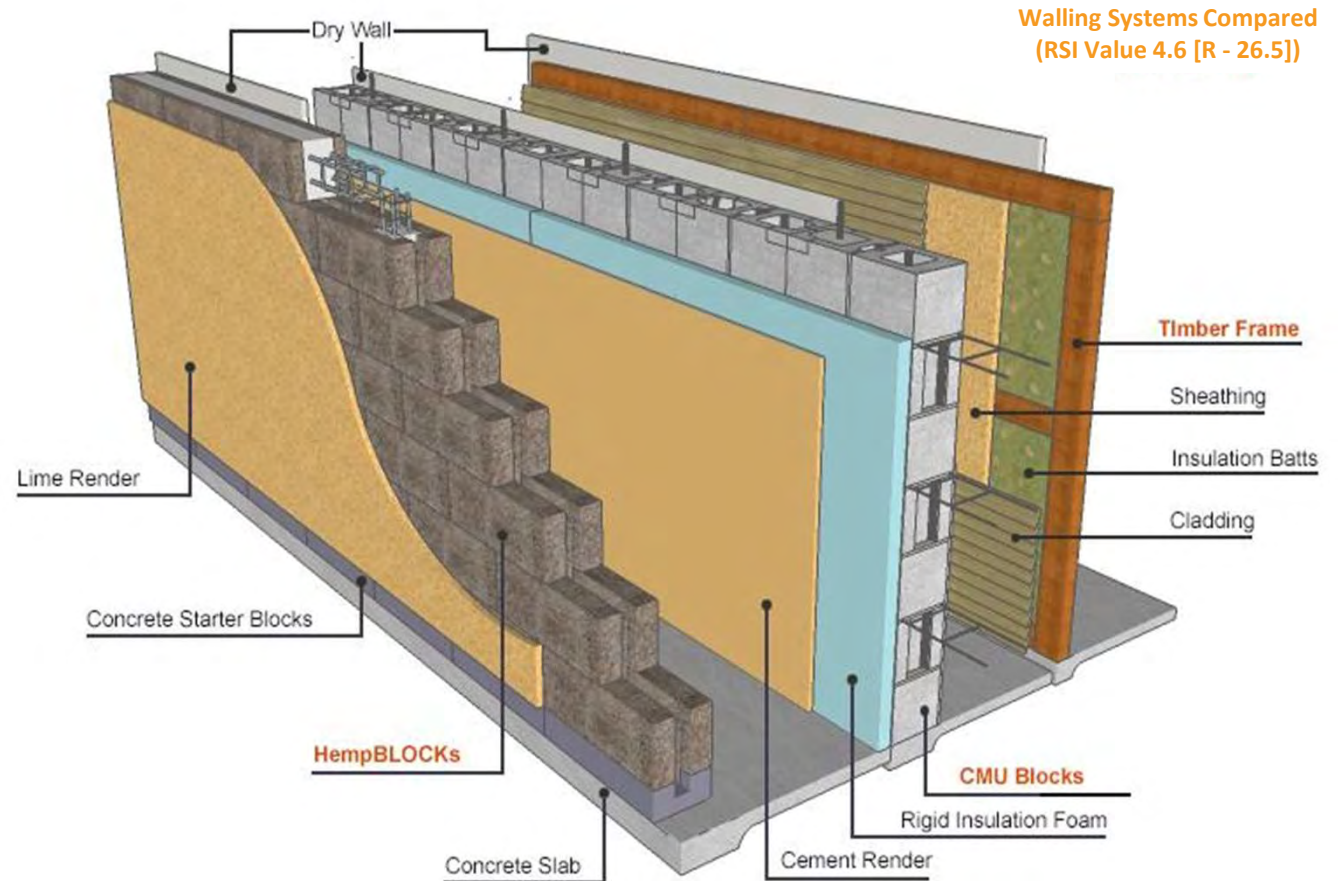 Walling Systems Compared
(RSI Value 4.6 [R - 26.5])
Dry Wall
TImber Frame
Sheathing
Insulation Batts
Cladding
Lime Render
Concrete Starter Blocks
HempBLOCKs
CMU Blocks
Rigid Insulation Foam
Cement Render
Concrete Slab